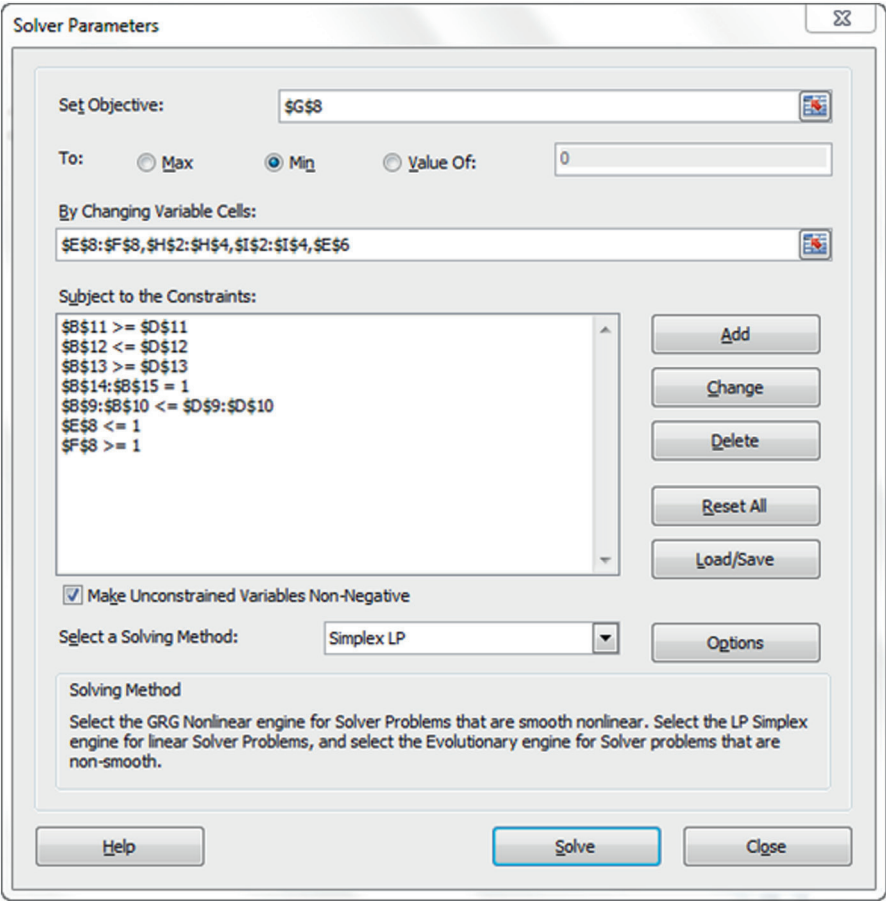 Solver Parameters
Set Objective:
$G$8
To:
Max
Min
Value Of:
0
By Changing Variable Cells:
$E$8:$F$8,$H$2:$H$4,$I$2:$I$4,$E$6
Subject to the Constraints:
$B$11 >= $D$11
$B$12 <= $D$12
$B$13 >= $D$13
$B$14:$B$15 = 1
$B$9:$B$10 <= $D$9:$D$10
$E$8 <= 1
$F$8 >= 1
Add
Change
Delete
Reset All
Load/Save
Make Unconstrained Variables Non-Negative
Select a Solving Method:
Simplex LP
Options
Solving Method
Select the GRG Nonlinear engine for Solver Problems that are smooth nonlinear. Select the LP Simplex
engine for linear Solver Problems, and select the Evolutionary engine for Solver problems that are
non-smooth.
Help
Solve
Close